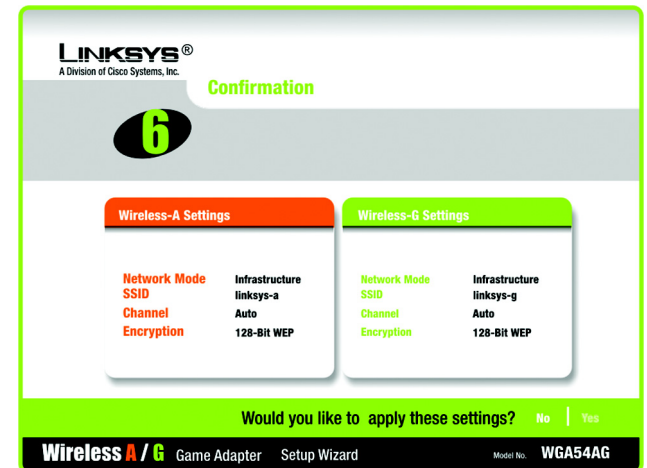 LINKSYS®
A Division of Cisco Systems, Inc.
Confirmation
6
Wireless-A Settings
Network Mode Infrastructure
SSID linksys-a
Channel Auto
Encryption 128-Bit WEP
Wireless-G Settings
Network Mode Infrastructure
SSID linksys-g
Channel Auto
Encryption 128-Bit WEP
Would you like to apply these settings? No | Yes
Wireless A / G Game Adapter Setup Wizard Model No. WGA54AG